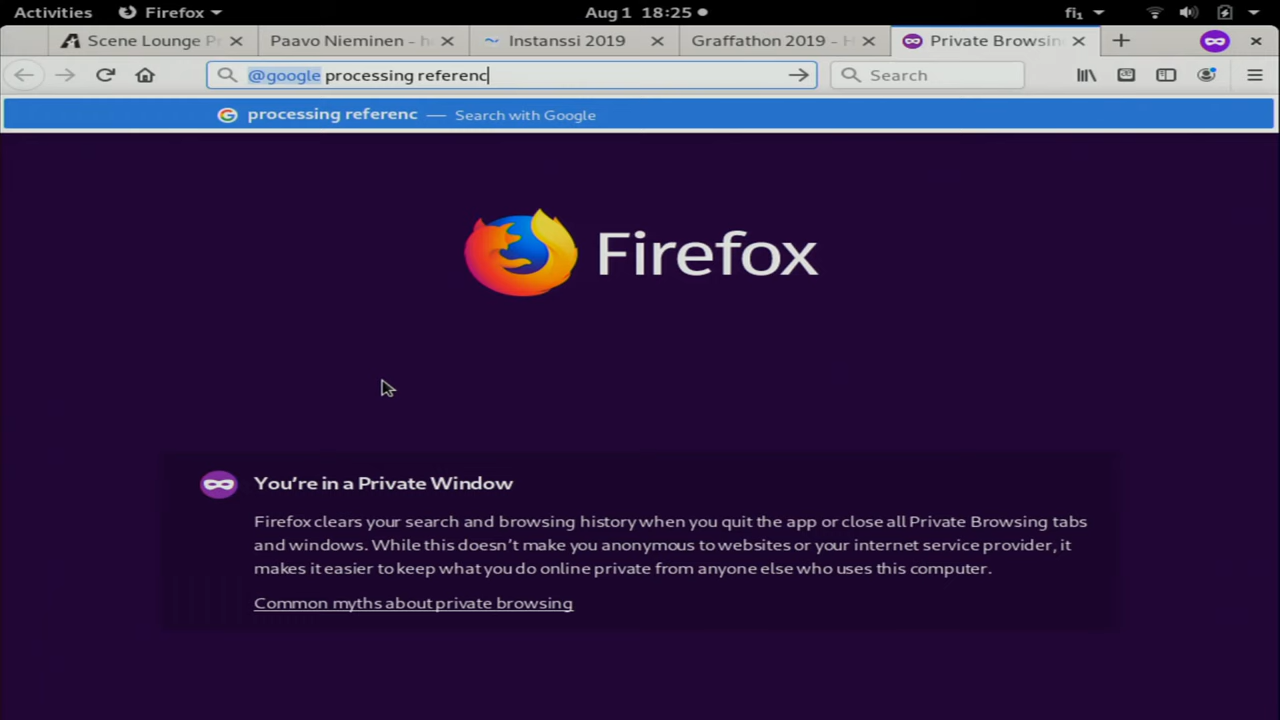 Activities Firefox Aug 1 18:25 fi1
Scene Lounge Pr Paavo Nieminen - h Instanssi 2019 Graffathon 2019 - H Private Browsin
@google processing referenc Search
processing referenc — Search with Google
Firefox
You're in a Private Window
Firefox clears your search and browsing history when you quit the app or close all Private Browsing tabs
and windows. While this doesn't make you anonymous to websites or your internet service provider, it
makes it easier to keep what you do online private from anyone else who uses this computer.
Common myths about private browsing